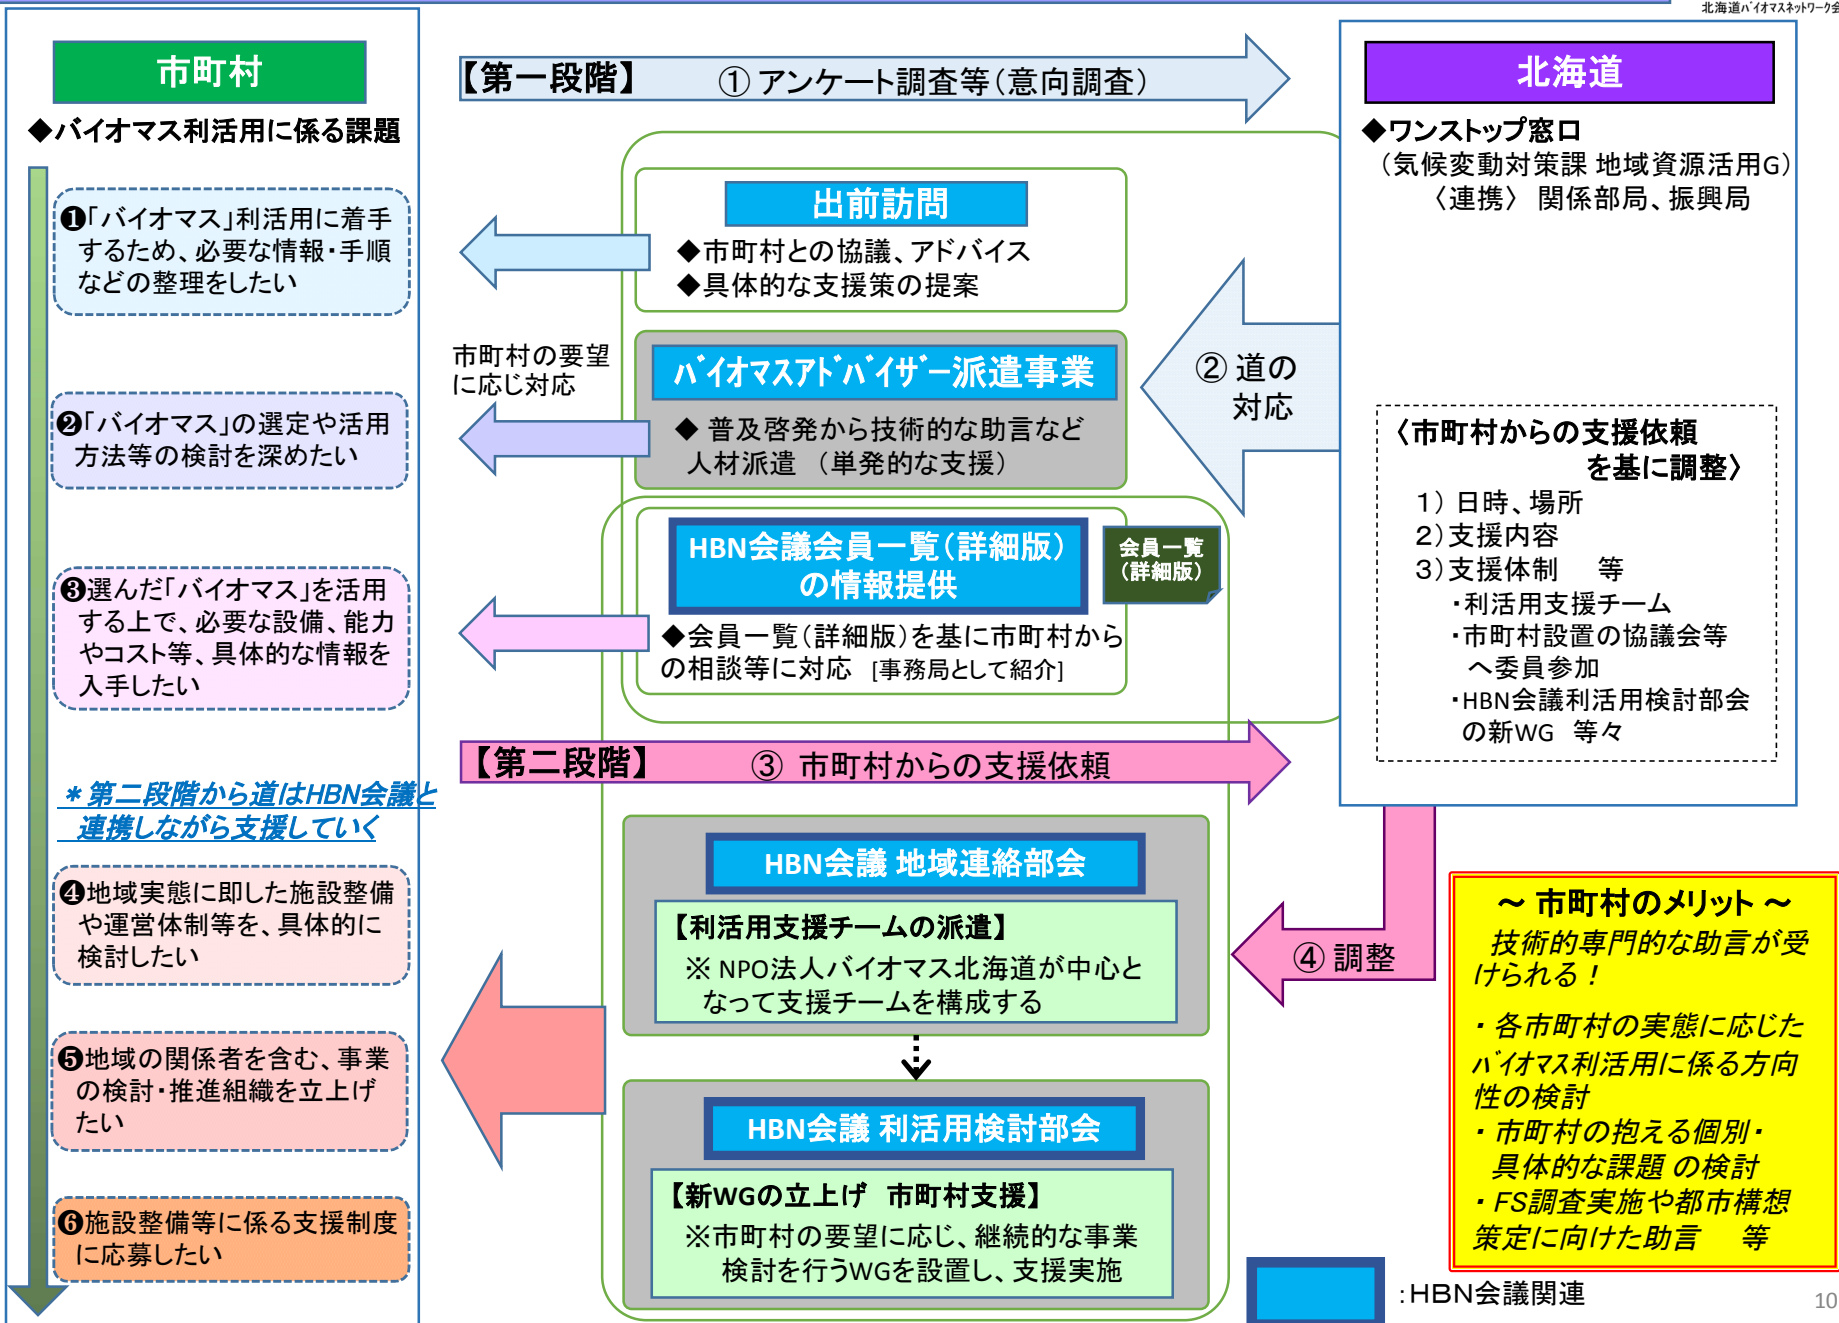 北海道バイオマスネットワーク会
市町村
◆バイオマス利活用に係る課題
❶「バイオマス」利活用に着手
するため、必要な情報・手順
などの整理をしたい
❷「バイオマス」の選定や活用
方法等の検討を深めたい
❸選んだ「バイオマス」を活用
する上で、必要な設備、能力
やコスト等、具体的な情報を
入手したい
＊第二段階から道はHBN会議と
連携しながら支援していく
❹地域実態に即した施設整備
や運営体制等を、具体的に
検討したい
❺地域の関係者を含む、事業
の検討・推進組織を立上げ
たい
❻施設整備等に係る支援制度
に応募したい
【第一段階】 ① アンケート調査等（意向調査）
出前訪問
◆市町村との協議、アドバイス
◆具体的な支援策の提案
市町村の要望
に応じ対応
バイオマスアドバイザー派遣事業
◆ 普及啓発から技術的な助言など
人材派遣 （単発的な支援）
HBN会議会員一覧（詳細版）
の情報提供
会員一覧
（詳細版）
◆会員一覧（詳細版）を基に市町村から
の相談等に対応 [事務局として紹介]
② 道の
対応
【第二段階】 ③ 市町村からの支援依頼
HBN会議 地域連絡部会
【利活用支援チームの派遣】
※ NPO法人バイオマス北海道が中心と
なって支援チームを構成する
④ 調整
HBN会議 利活用検討部会
【新WGの立上げ 市町村支援】
※市町村の要望に応じ、継続的な事業
検討を行うWGを設置し、支援実施
北海道
◆ワンストップ窓口
（気候変動対策課 地域資源活用G）
〈連携〉 関係部局、振興局
〈市町村からの支援依頼
を基に調整〉
１） 日時、場所
２）支援内容
３）支援体制 等
・利活用支援チーム
・市町村設置の協議会等
へ委員参加
・HBN会議利活用検討部会
の新WG 等々
～ 市町村のメリット ～
技術的専門的な助言が受
けられる！
・各市町村の実態に応じた
バイオマス利活用に係る方向
性の検討
・市町村の抱える個別・
具体的な課題 の検討
・FS調査実施や都市構想
策定に向けた助言 等
：ＨＢＮ会議関連
10